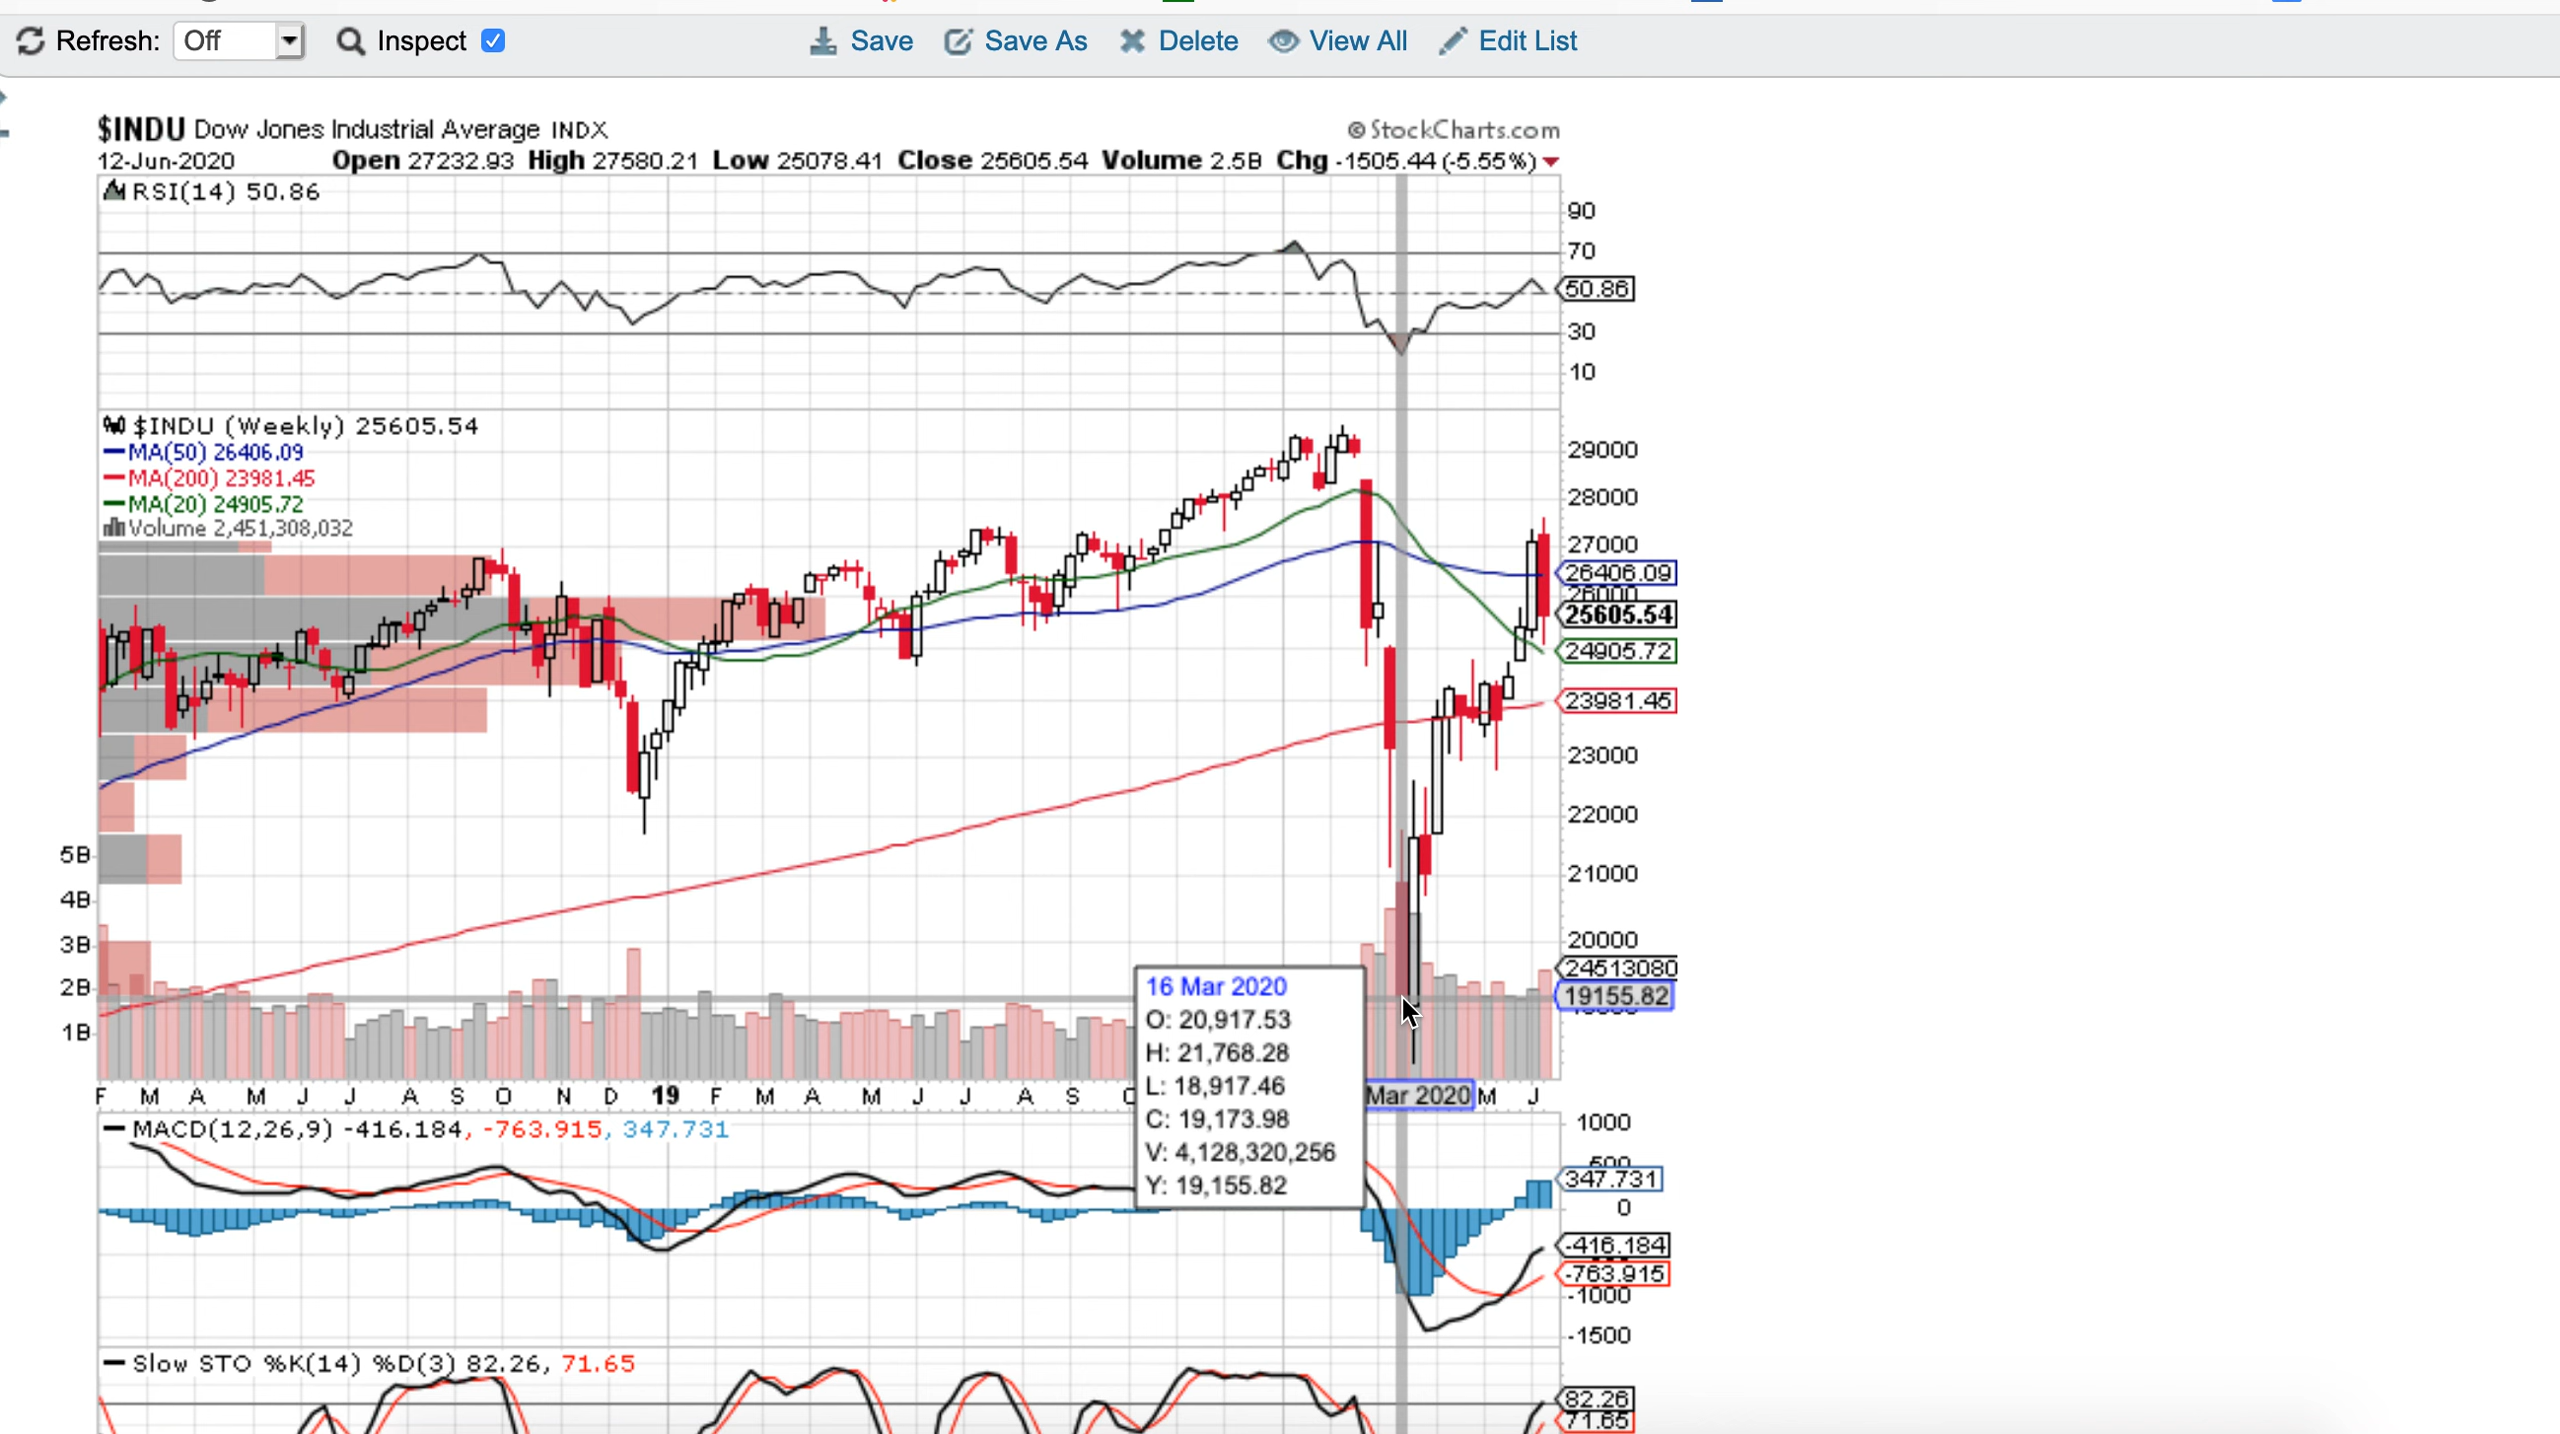 Refresh: Off Inspect Save Save As Delete View All Edit List
$INDU Dow Jones Industrial Average INDX © StockCharts.com
12-Jun-2020 Open 27232.93 High 27580.21 Low 25078.41 Close 25605.54 Volume 2.5B Chg -1505.44 (-5.55%)
RSI(14) 50.86
90
70
50.86
30
10
$INDU (Weekly) 25605.54
MA(50) 26406.09
MA(200) 23981.45
MA(20) 24905.72
Volume 2,451,308,032
29000
28000
27000
26406.09
26000
25605.54
24905.72
23981.45
23000
22000
21000
20000
24513080
19155.82
5B
4B
3B
2B
1B
16 Mar 2020
O: 20,917.53
H: 21,768.28
L: 18,917.46
C: 19,173.98
V: 4,128,320,256
Y: 19,155.82
F M A M J J A S O N D 19 F M A M J J A S Mar 2020 M J
MACD(12,26,9) -416.184, -763.915, 347.731
1000
500
347.731
0
-416.184
-763.915
-1000
-1500
Slow STO %K(14) %D(3) 82.26, 71.65
82.26
71.65